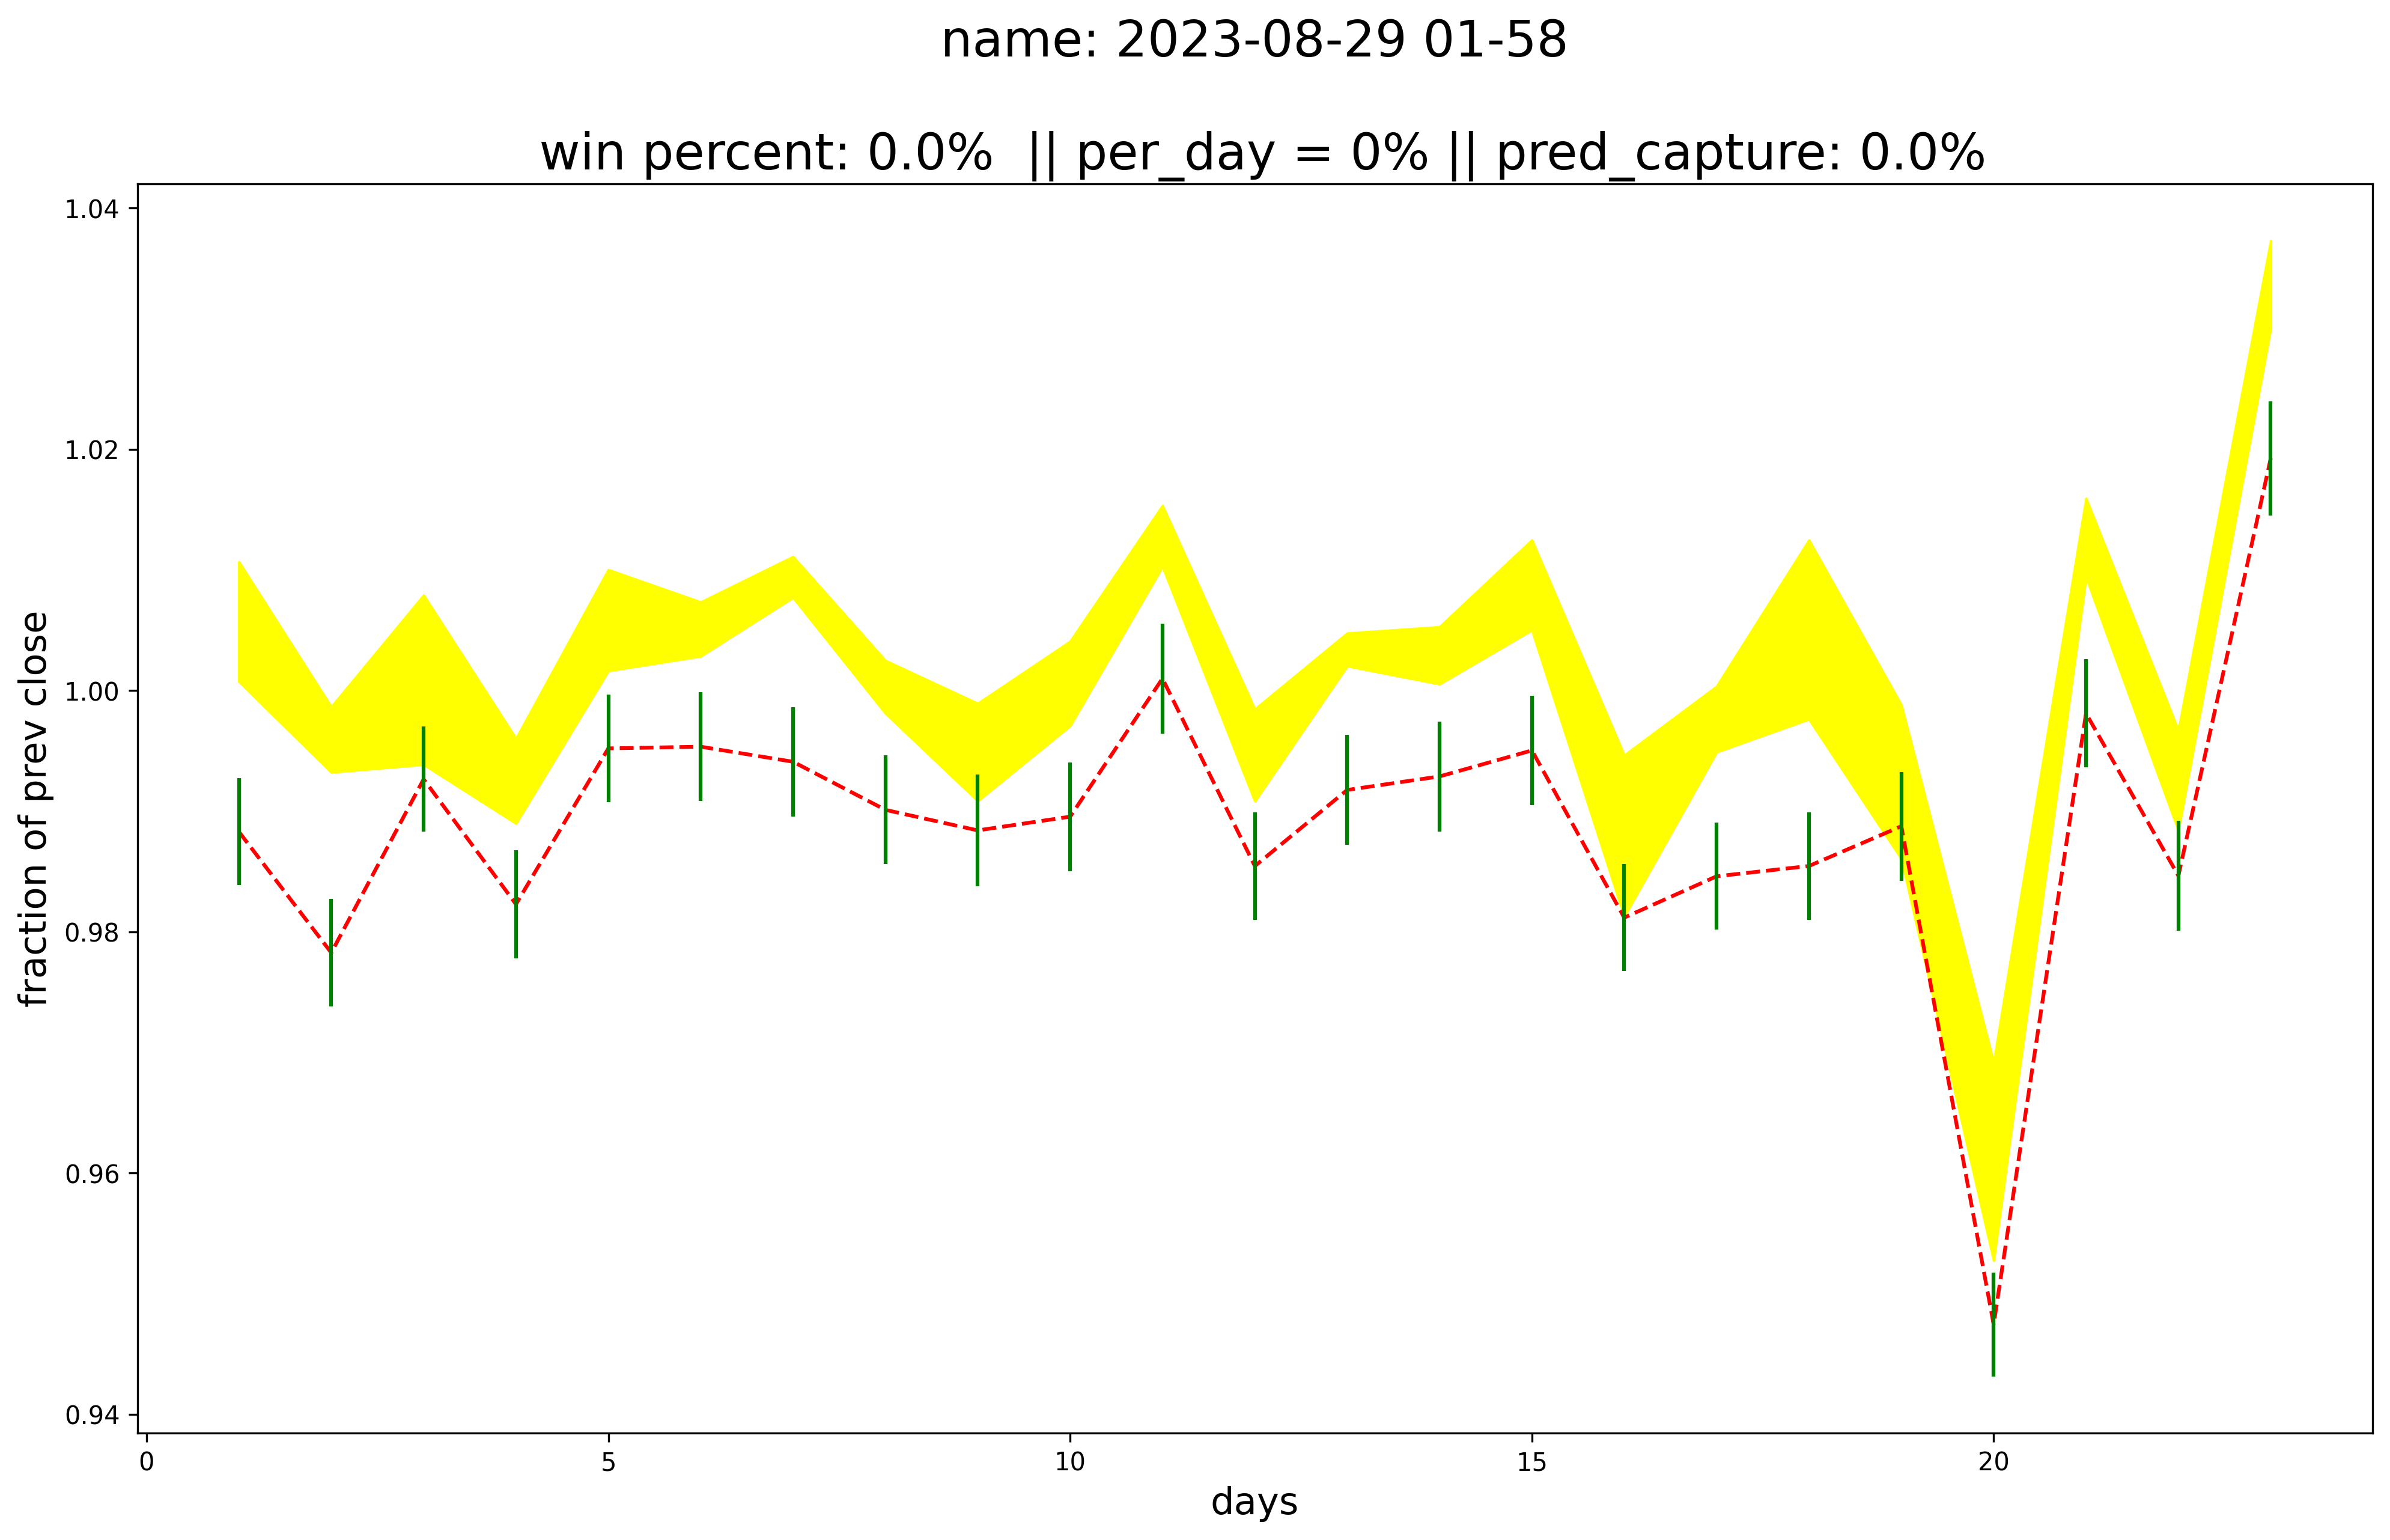 name: 2023-08-29 01-58
win percent: 0.0%  || per_day = 0% || pred_capture: 0.0%
1.04
1.02
1.00
0.98
0.96
0.94
fraction of prev close
0 5 10 15 20
days